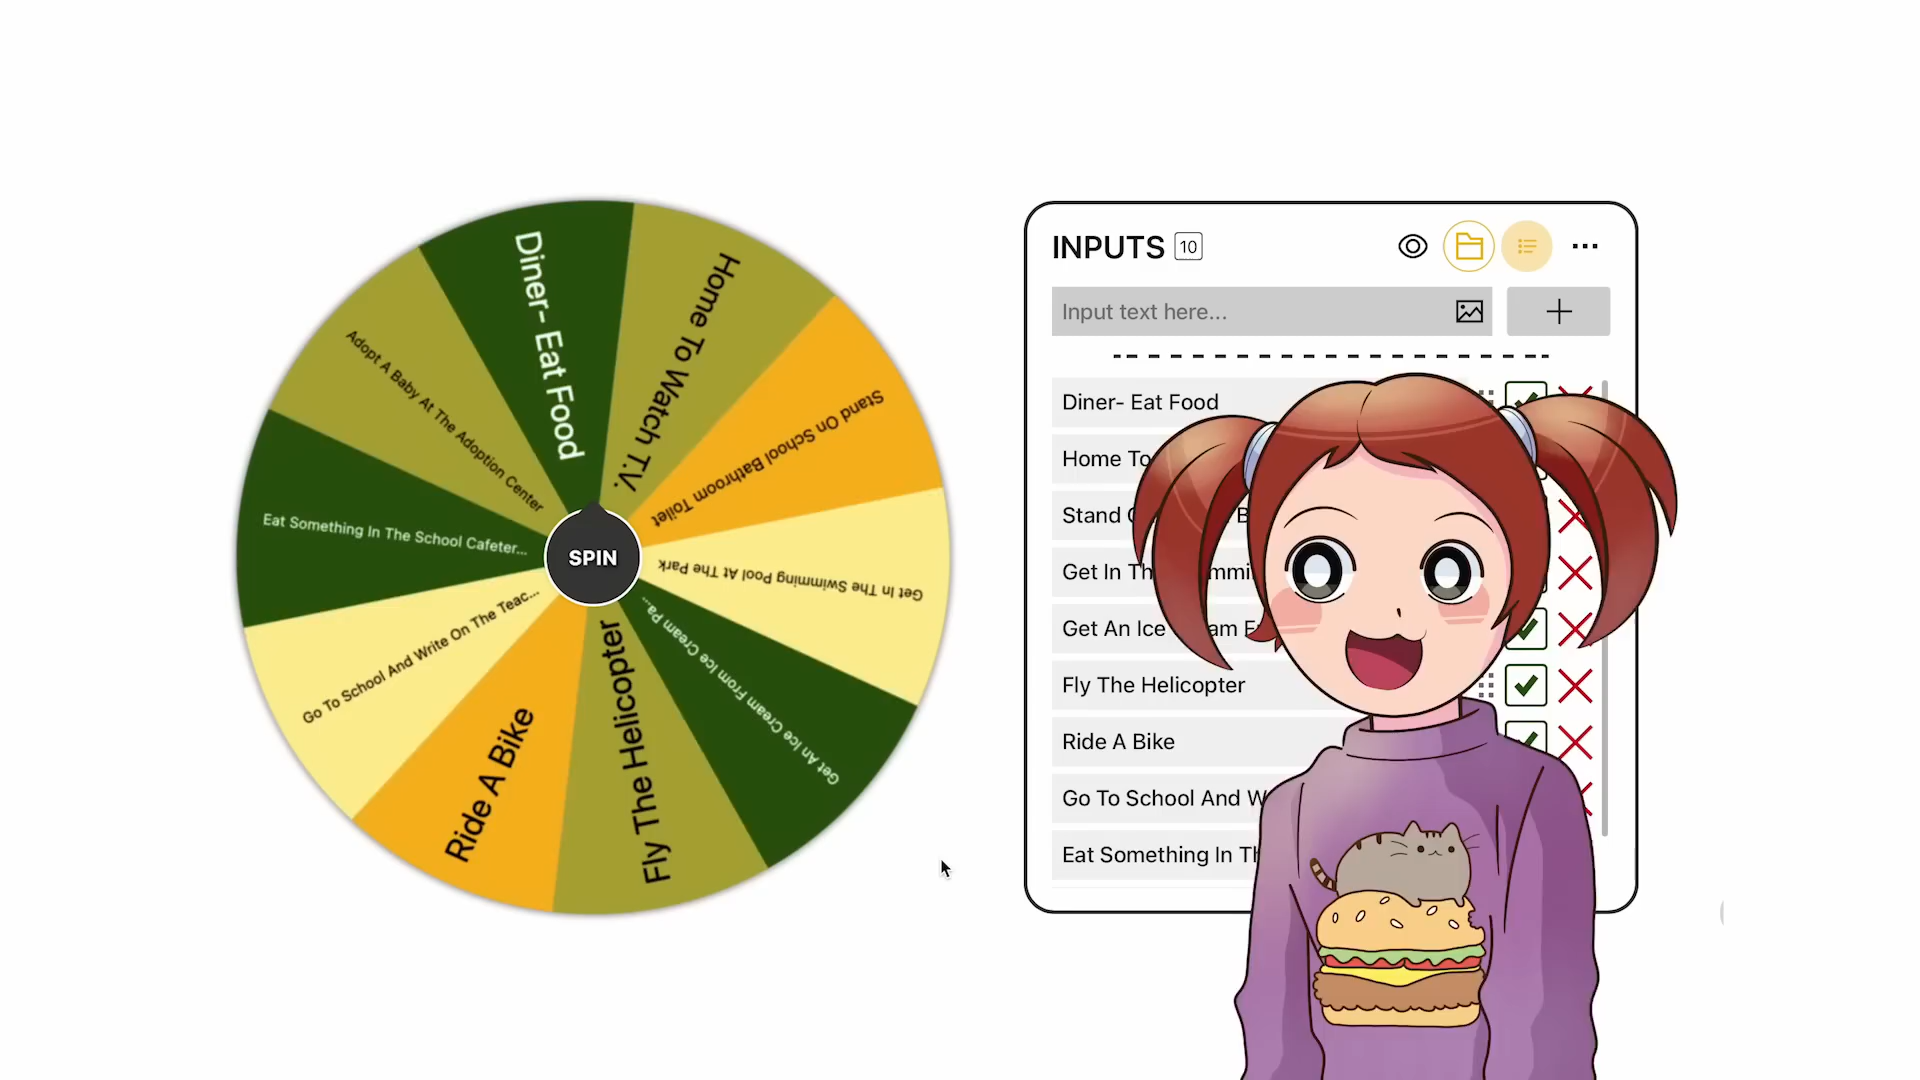 Diner- Eat Food
Home To Watch T.V.
Stand On School Bathroom Toilet
Get In The Swimming Pool At The Park
Get An Ice Cream From Ice Cream Pa...
Fly The Helicopter
Ride A Bike
Go To School And Write On The Teac...
Eat Something In The School Cafeter...
Adopt A Baby At The Adoption Center
SPIN
INPUTS 10
Input text here...
Diner- Eat Food
Home To
Stand
Get In
Get An Ice
Fly The Helicopter
Ride A Bike
Go To School And
Eat Something In